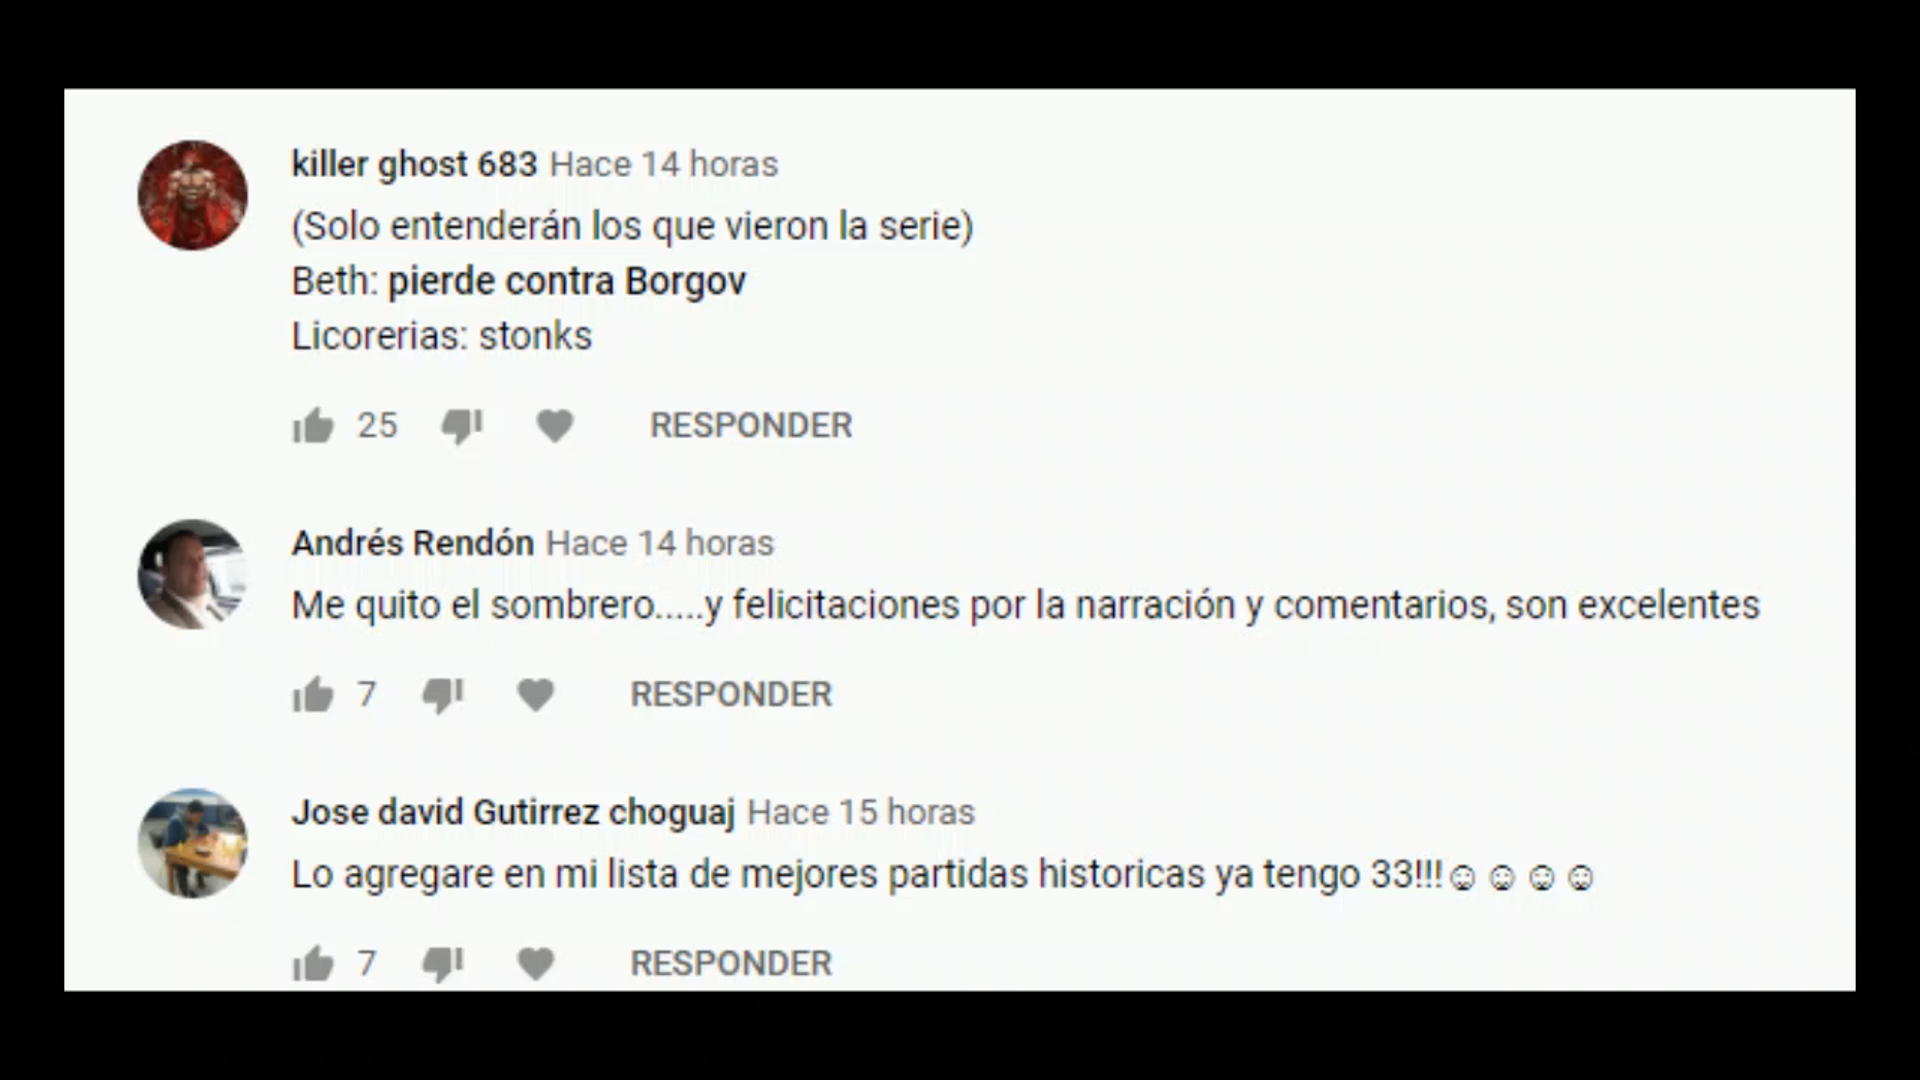 killer ghost 683 Hace 14 horas
(Solo entenderán los que vieron la serie)
Beth: pierde contra Borgov
Licorerias: stonks
25 RESPONDER
Andrés Rendón Hace 14 horas
Me quito el sombrero.....y felicitaciones por la narración y comentarios, son excelentes
7 RESPONDER
Jose david Gutirrez choguaj Hace 15 horas
Lo agregare en mi lista de mejores partidas historicas ya tengo 33!!!☺☺☺☺
7 RESPONDER